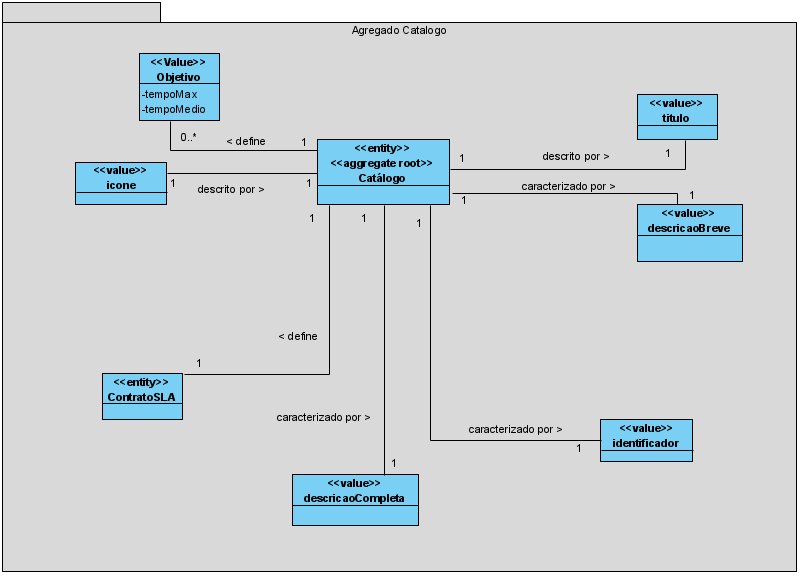 Agregado Catalogo
<<Value>>
Objetivo
-tempoMax
-tempoMedio
0..*
< define
1
<<entity>>
<<aggregate root>>
Catálogo
<<value>>
titulo
1
descrito por >
1
<<value>>
icone
1
descrito por >
1
caracterizado por >
1
1
<<value>>
descricaoBreve
1
1
1
< define
1
<<entity>>
ContratoSLA
caracterizado por >
1
<<value>>
descricaoCompleta
caracterizado por >
1
<<value>>
identificador